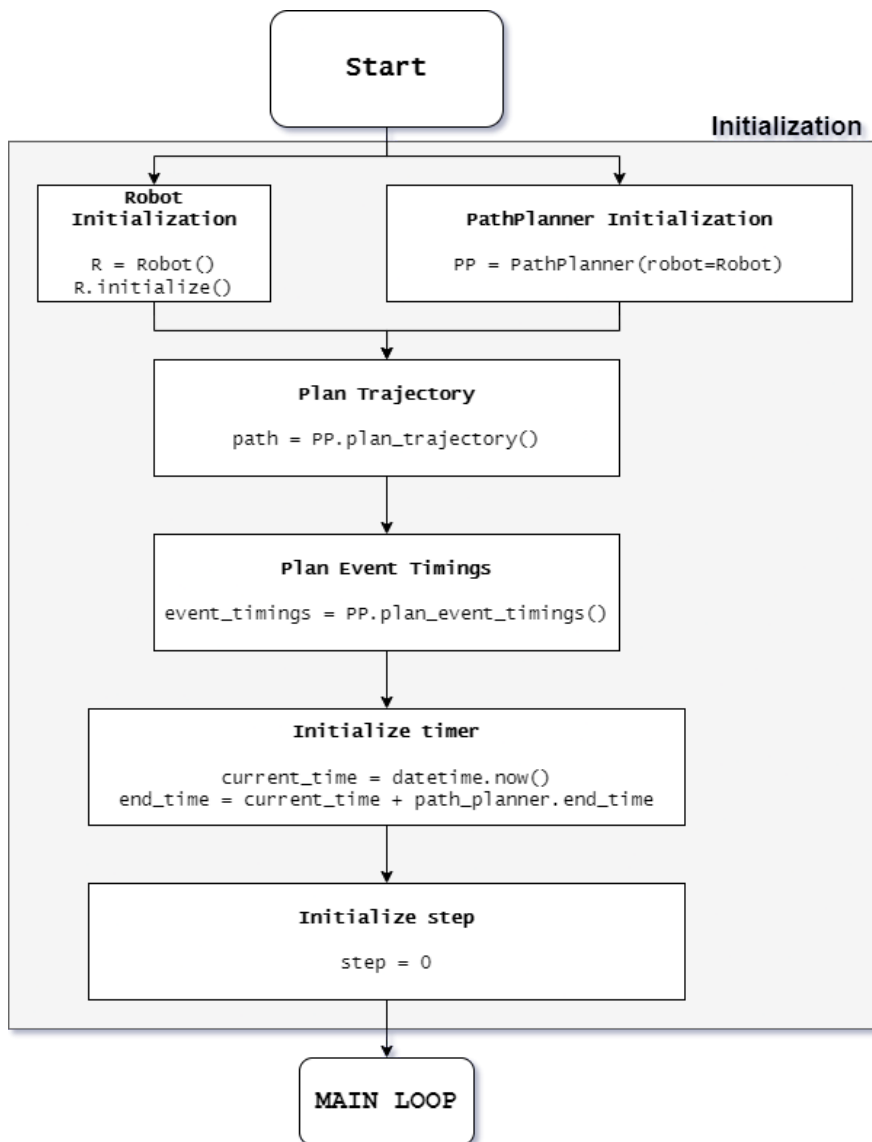 Start
Initialization
Robot
Initialization
R = Robot()
R.initialize()
PathPlanner Initialization
PP = PathPlanner(robot=Robot)
Plan Trajectory
path = PP.plan_trajectory()
Plan Event Timings
event_timings = PP.plan_event_timings()
Initialize timer
current_time = datetime.now()
end_time = current_time + path_planner.end_time
Initialize step
step = 0
MAIN LOOP